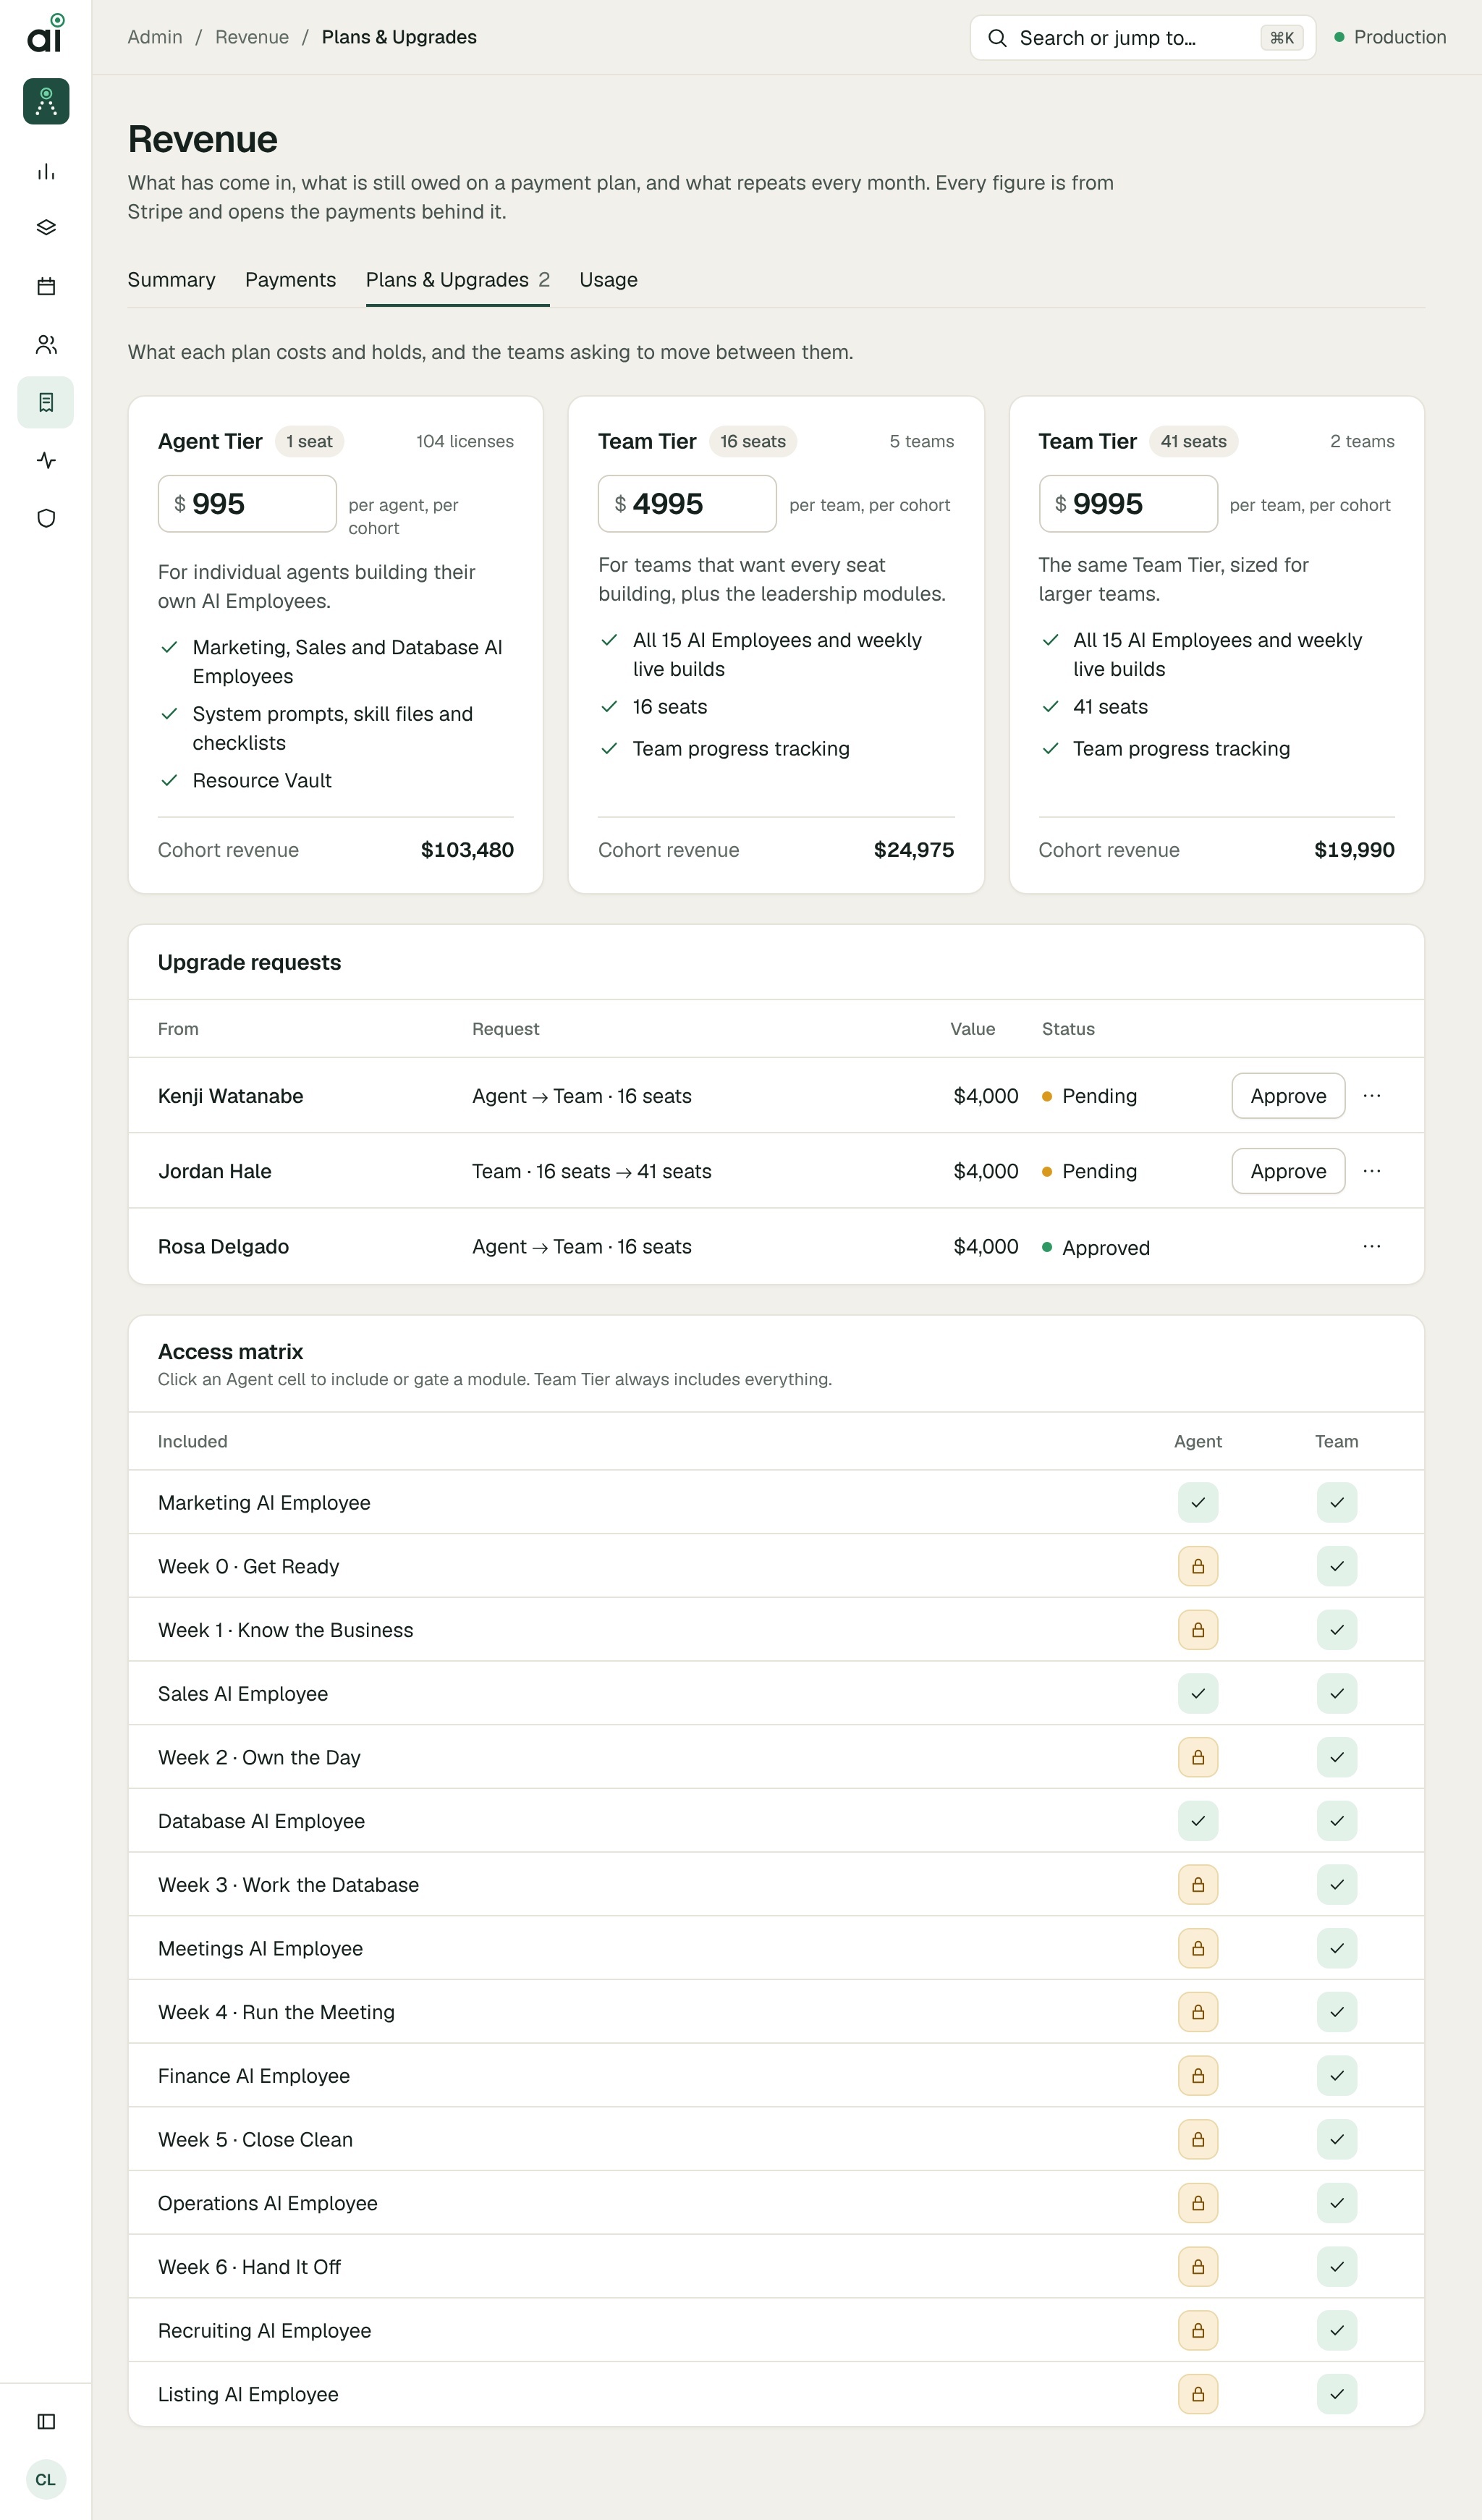 ai
Admin / Revenue / Plans & Upgrades
Search or jump to...
⌘K
Production
Revenue
What has come in, what is still owed on a payment plan, and what repeats every month. Every figure is from
Stripe and opens the payments behind it.
Summary
Payments
Plans & Upgrades 2
Usage
What each plan costs and holds, and the teams asking to move between them.
Agent Tier
1 seat
104 licenses
$ 995
per agent, per
cohort
For individual agents building their
own AI Employees.
Marketing, Sales and Database AI
Employees
System prompts, skill files and
checklists
Resource Vault
Cohort revenue
$103,480
Team Tier
16 seats
5 teams
$ 4995
per team, per cohort
For teams that want every seat
building, plus the leadership modules.
All 15 AI Employees and weekly
live builds
16 seats
Team progress tracking
Cohort revenue
$24,975
Team Tier
41 seats
2 teams
$ 9995
per team, per cohort
The same Team Tier, sized for
larger teams.
All 15 AI Employees and weekly
live builds
41 seats
Team progress tracking
Cohort revenue
$19,990
Upgrade requests
From
Request
Value
Status
Kenji Watanabe
Agent → Team · 16 seats
$4,000
Pending
Approve
···
Jordan Hale
Team · 16 seats → 41 seats
$4,000
Pending
Approve
···
Rosa Delgado
Agent → Team · 16 seats
$4,000
Approved
···
Access matrix
Click an Agent cell to include or gate a module. Team Tier always includes everything.
Included
Agent
Team
Marketing AI Employee
Week 0 · Get Ready
Week 1 · Know the Business
Sales AI Employee
Week 2 · Own the Day
Database AI Employee
Week 3 · Work the Database
Meetings AI Employee
Week 4 · Run the Meeting
Finance AI Employee
Week 5 · Close Clean
Operations AI Employee
Week 6 · Hand It Off
Recruiting AI Employee
Listing AI Employee
CL